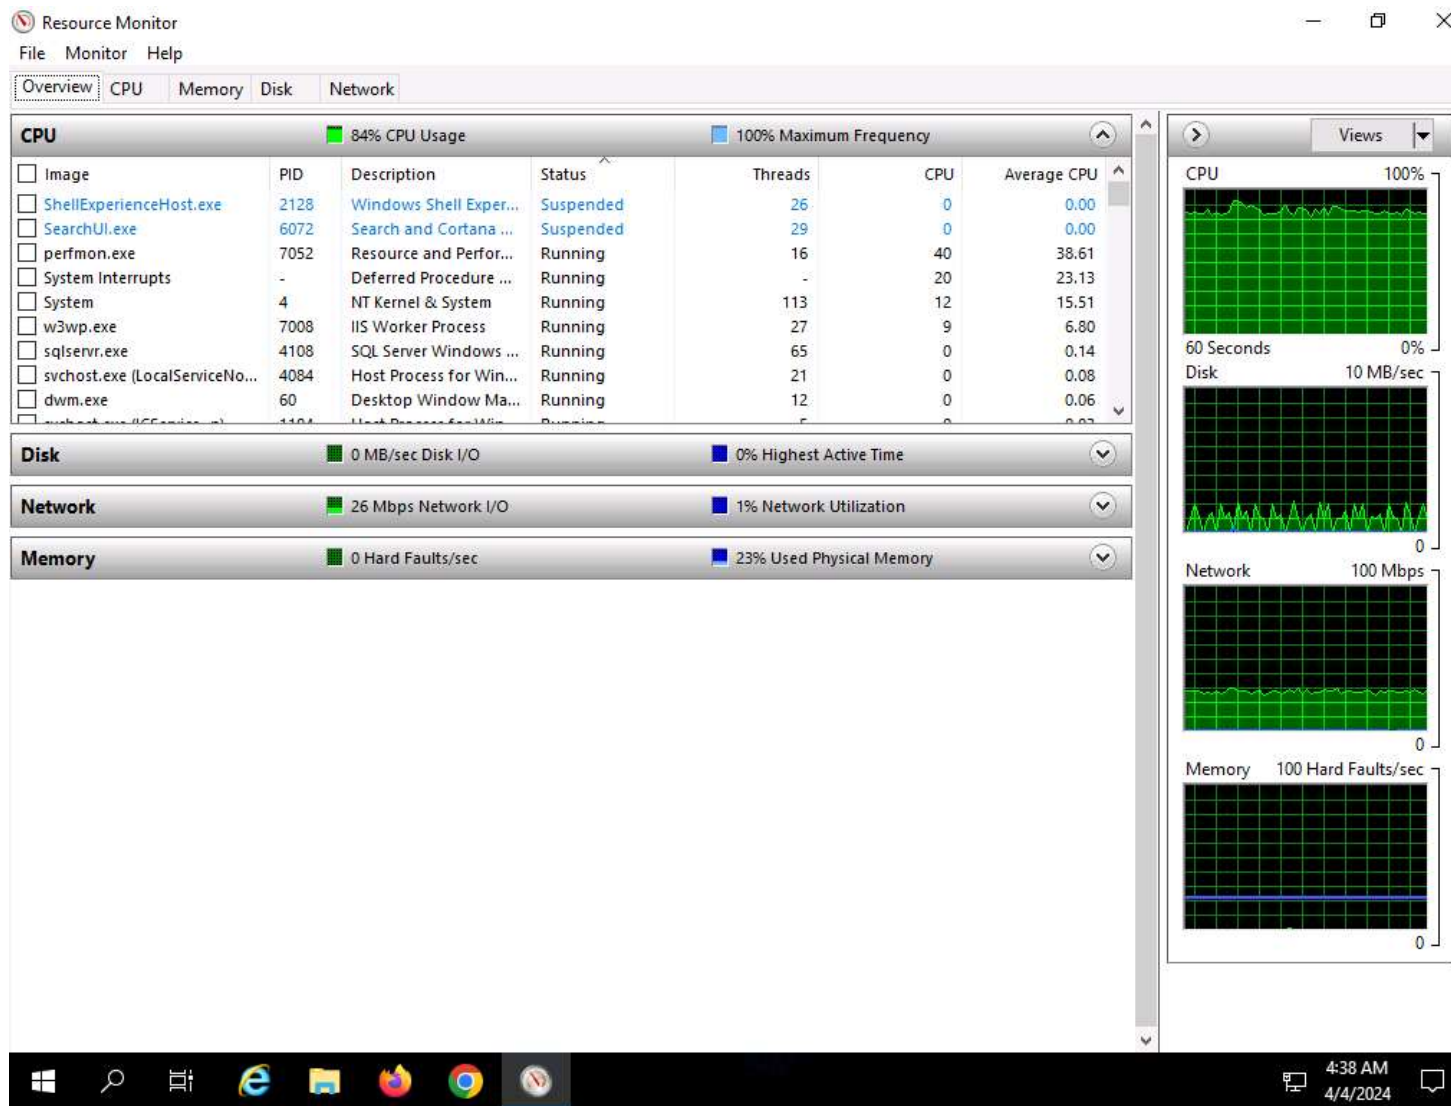 Resource Monitor
File Monitor Help
Overview CPU Memory Disk Network
CPU 84% CPU Usage 100% Maximum Frequency
Image PID Description Status Threads CPU Average CPU
ShellExperienceHost.exe 2128 Windows Shell Exper... Suspended 26 0 0.00
SearchUI.exe 6072 Search and Cortana ... Suspended 29 0 0.00
perfmon.exe 7052 Resource and Perfor... Running 16 40 38.61
System Interrupts - Deferred Procedure ... Running - 20 23.13
System 4 NT Kernel & System Running 113 12 15.51
w3wp.exe 7008 IIS Worker Process Running 27 9 6.80
sqlservr.exe 4108 SQL Server Windows ... Running 65 0 0.14
svchost.exe (LocalServiceNo... 4084 Host Process for Win... Running 21 0 0.08
dwm.exe 60 Desktop Window Ma... Running 12 0 0.06
Disk 0 MB/sec Disk I/O 0% Highest Active Time
Network 26 Mbps Network I/O 1% Network Utilization
Memory 0 Hard Faults/sec 23% Used Physical Memory
Views
CPU 100%
60 Seconds 0%
Disk 10 MB/sec
0
Network 100 Mbps
0
Memory 100 Hard Faults/sec
0
4:38 AM
4/4/2024